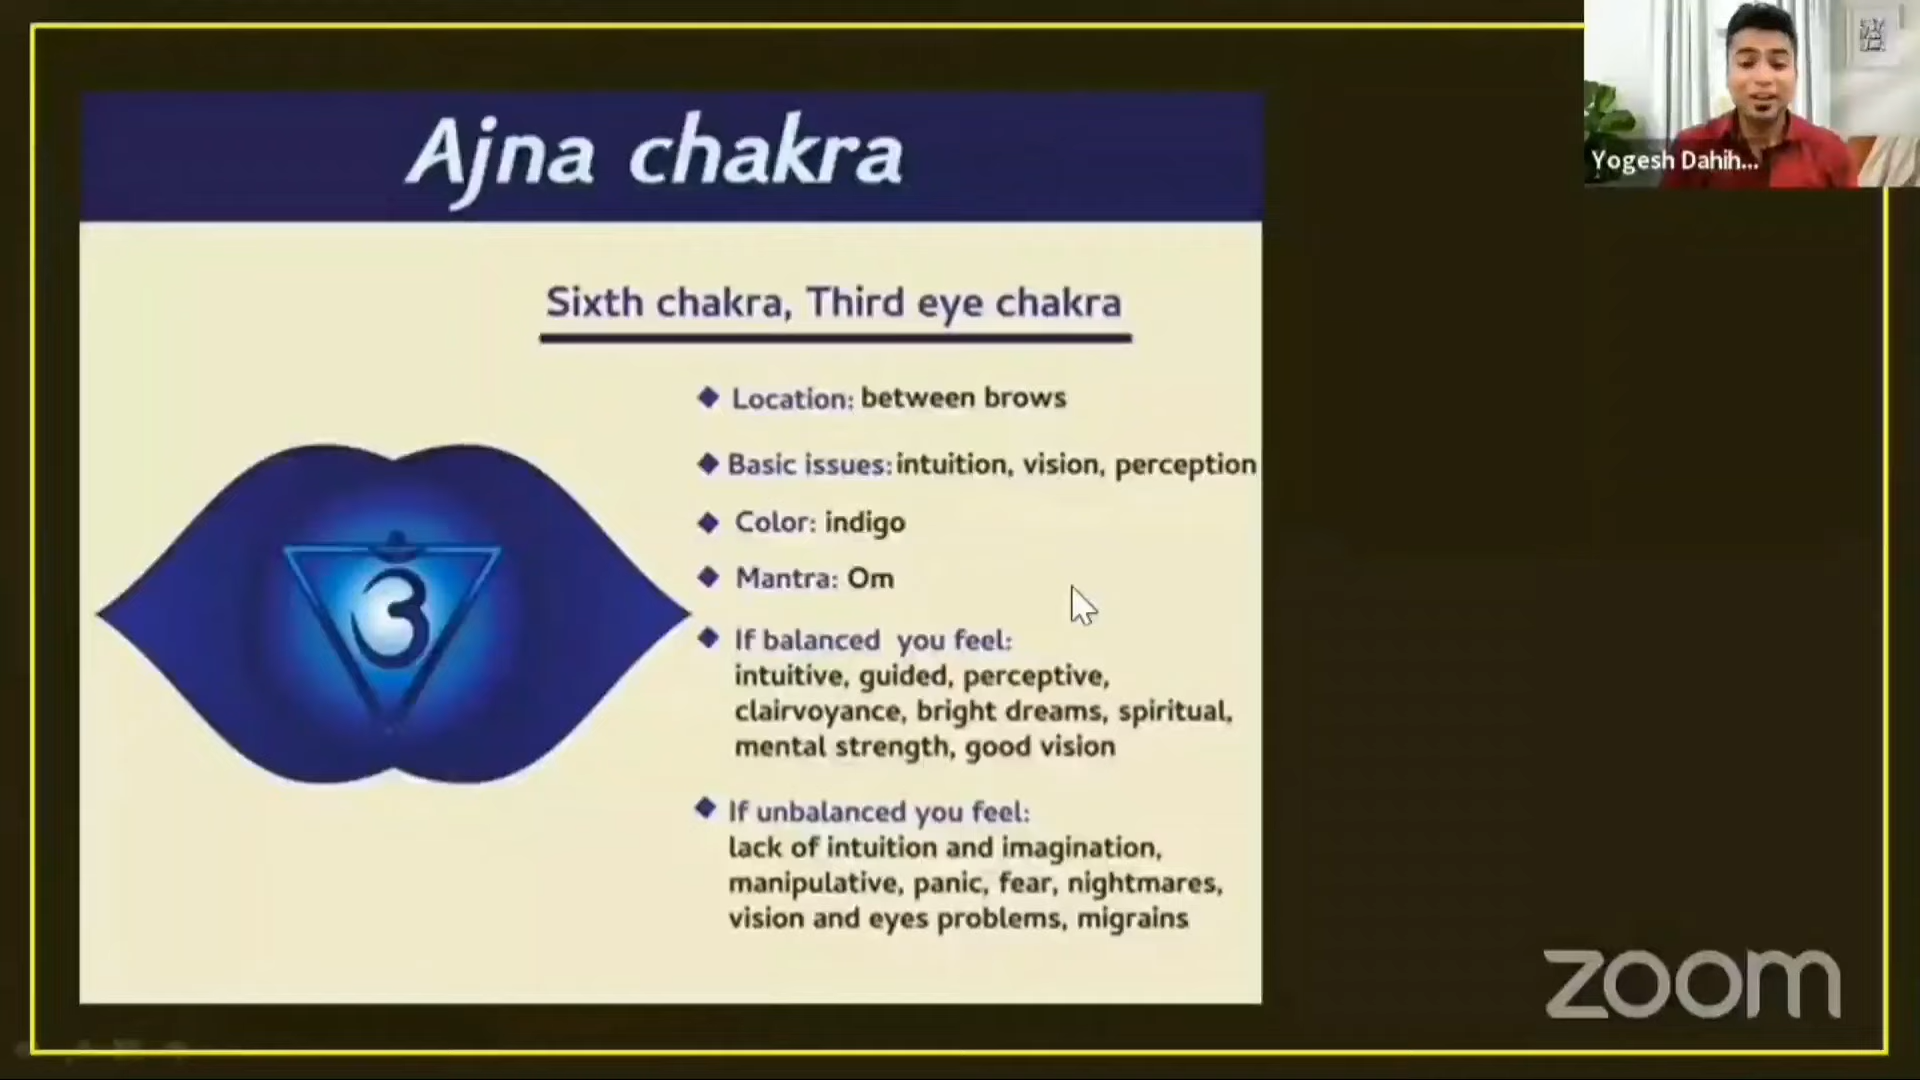 Ajna chakra
Yogesh Dahih...
Sixth chakra, Third eye chakra
Location: between brows
Basic issues: intuition, vision, perception
Color: indigo
Mantra: Om
If balanced you feel:
intuitive, guided, perceptive,
clairvoyance, bright dreams, spiritual,
mental strength, good vision
If unbalanced you feel:
lack of intuition and imagination,
manipulative, panic, fear, nightmares,
vision and eyes problems, migrains
zoom